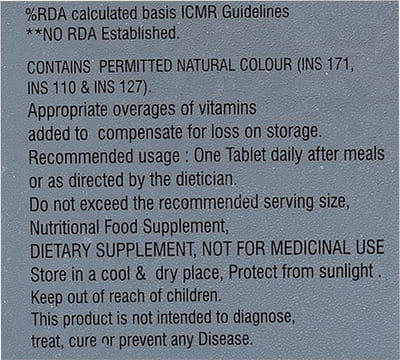 %RDA calculated basis ICMR Guidelines
**NO RDA Established.
CONTAINS PERMITTED NATURAL COLOUR (INS 171,
INS 110 & INS 127).
Appropriate overages of vitamins
added to compensate for loss on storage.
Recommended usage : One Tablet daily after meals
or as directed by the dietician.
Do not exceed the recommended serving size,
Nutritional Food Supplement,
DIETARY SUPPLEMENT, NOT FOR MEDICINAL USE
Store in a cool & dry place, Protect from sunlight .
Keep out of reach of children.
This product is not intended to diagnose,
treat, cure or prevent any Disease.